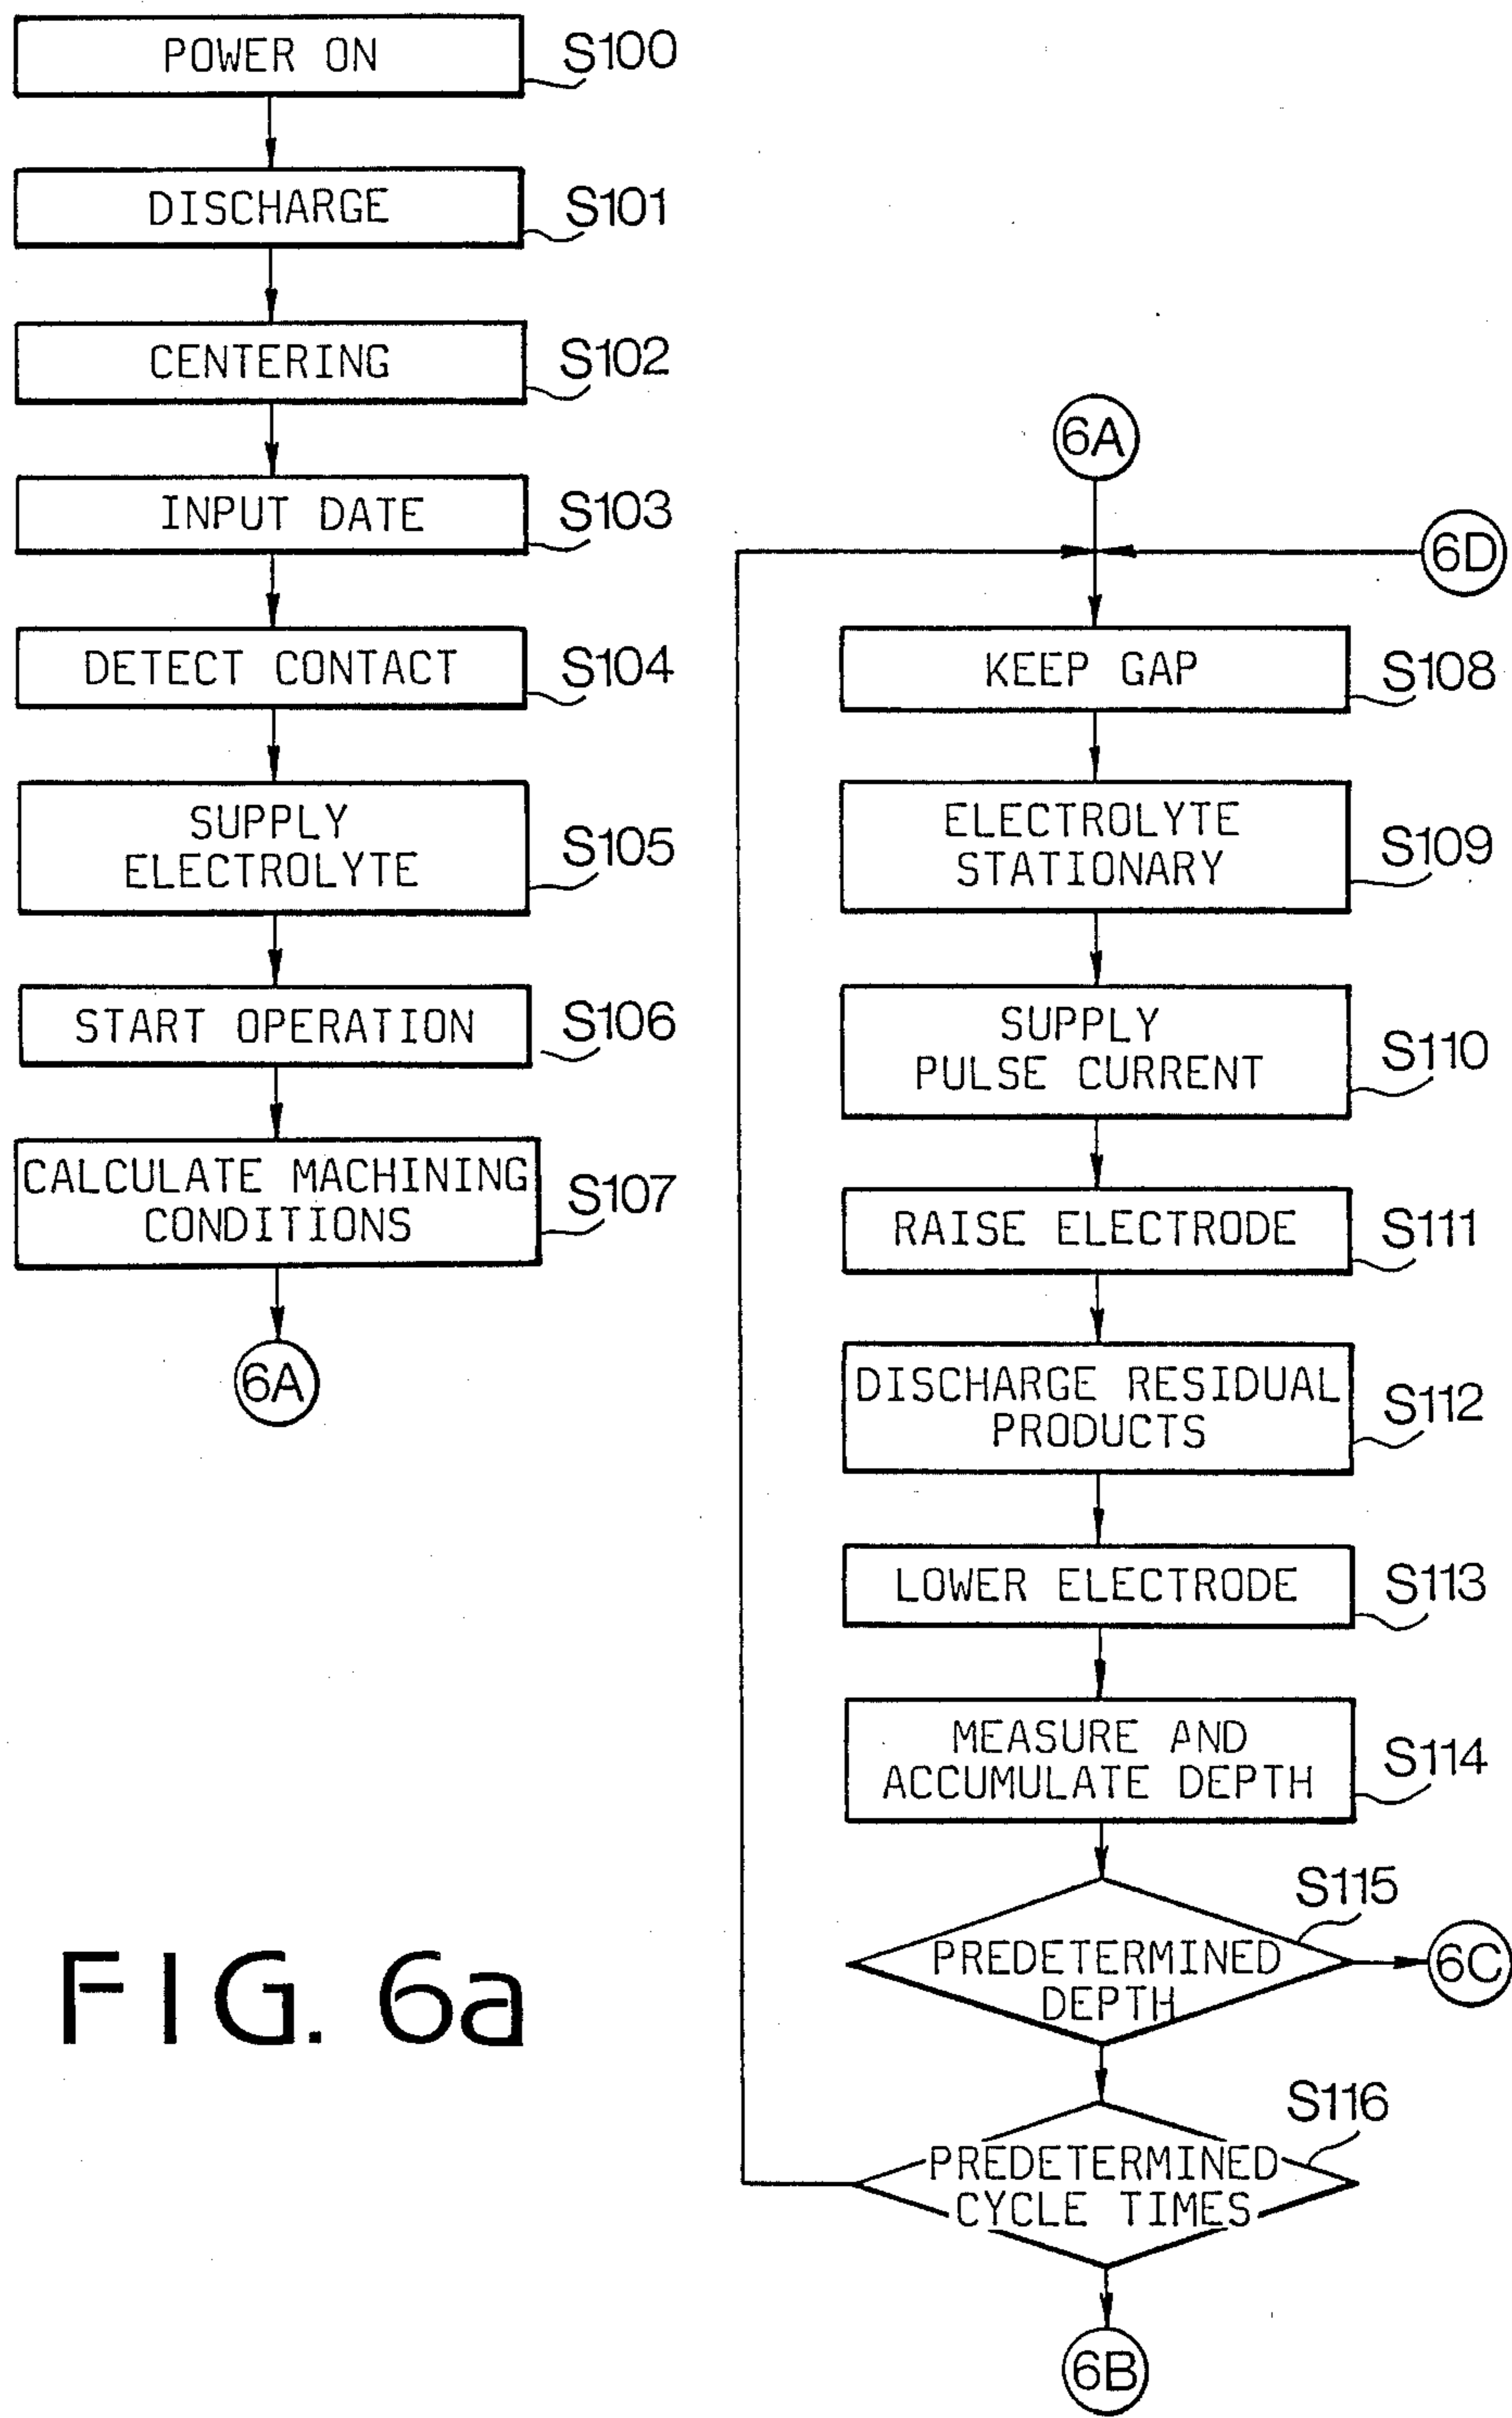 POWER ON
S100
DISCHARGE
S101
CENTERING
S102
INPUT DATE
S103
DETECT CONTACT
S104
SUPPLY
ELECTROLYTE
S105
START OPERATION
S106
CALCULATE MACHINING
CONDITIONS
S107
6A
6A
6D
KEEP GAP
S108
ELECTROLYTE
STATIONARY
S109
SUPPLY
PULSE CURRENT
S110
RAISE ELECTRODE
S111
DISCHARGE RESIDUAL
PRODUCTS
S112
LOWER ELECTRODE
S113
MEASURE AND
ACCUMULATE DEPTH
S114
S115
PREDETERMINED
DEPTH
6C
S116
PREDETERMINED
CYCLE TIMES
6B
FIG. 6a